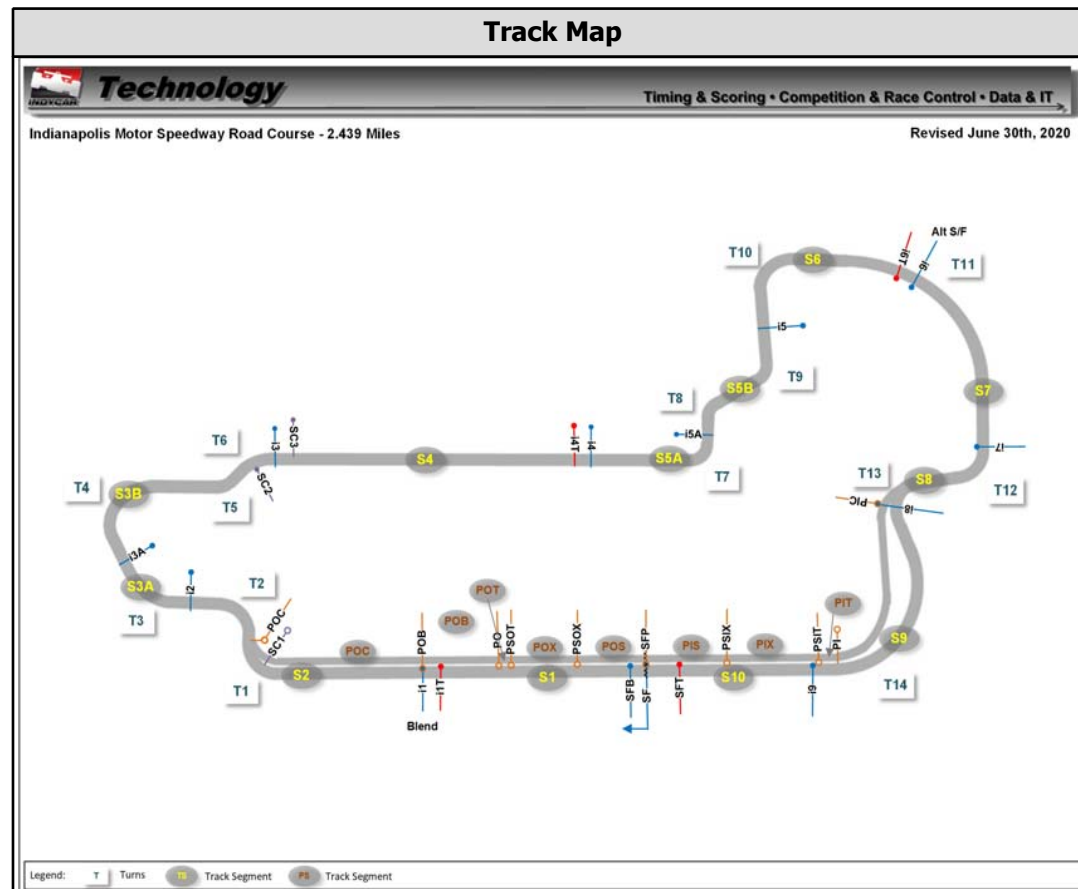 Track Map
INDYCAR
Technology
Timing & Scoring • Competition & Race Control • Data & IT
Indianapolis Motor Speedway Road Course - 2.439 Miles
Revised June 30th, 2020
Alt S/F
i6T
i6
T10
S6
T11
i5
T8
S5B
T9
S7
T6
i3
SC3
i5A
S4
i4T
i4
S5A
T7
i7
T4
S3B
SC2
T5
T13
S8
T12
PIC
i8
i3A
S3A
i2
T2
T3
POC
SC1
POT
POB
POC
POB
PO
PSOT
POX
PSOX
POS
SFP
PIS
PSIX
PIX
PSIT
PIT
PI
S9
T1
S2
i1
i1T
S1
SFB
SF
SFT
S10
i9
T14
Blend
Legend: T Turns TS Track Segment PS Track Segment